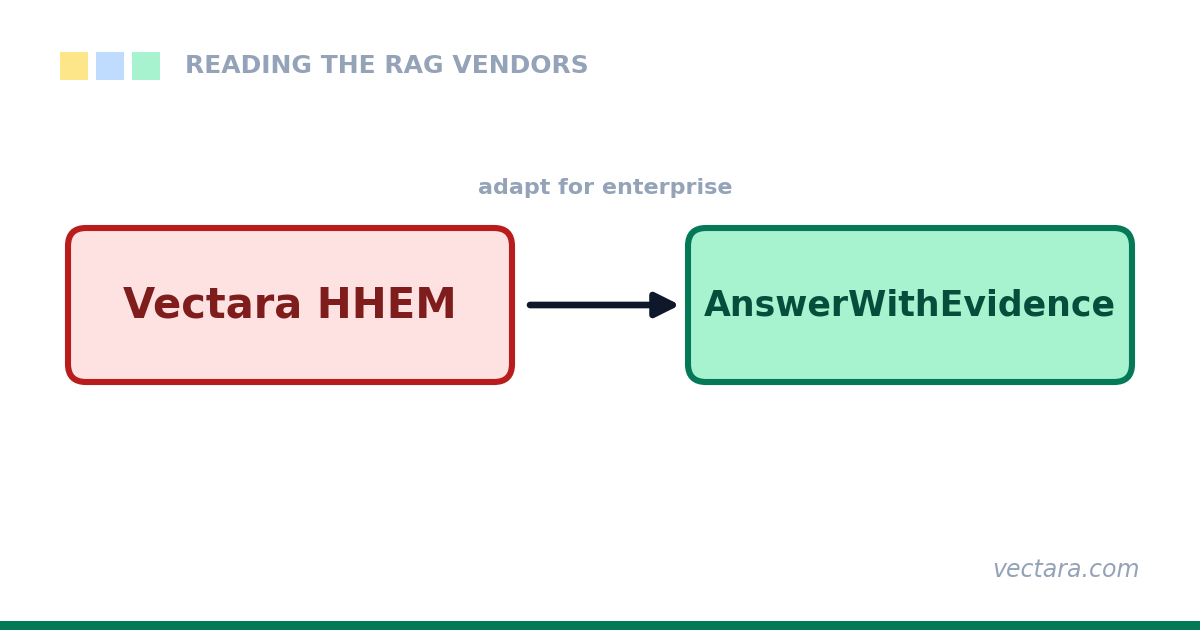 READING THE RAG VENDORS
adapt for enterprise
Vectara HHEM
AnswerWithEvidence
vectara.com